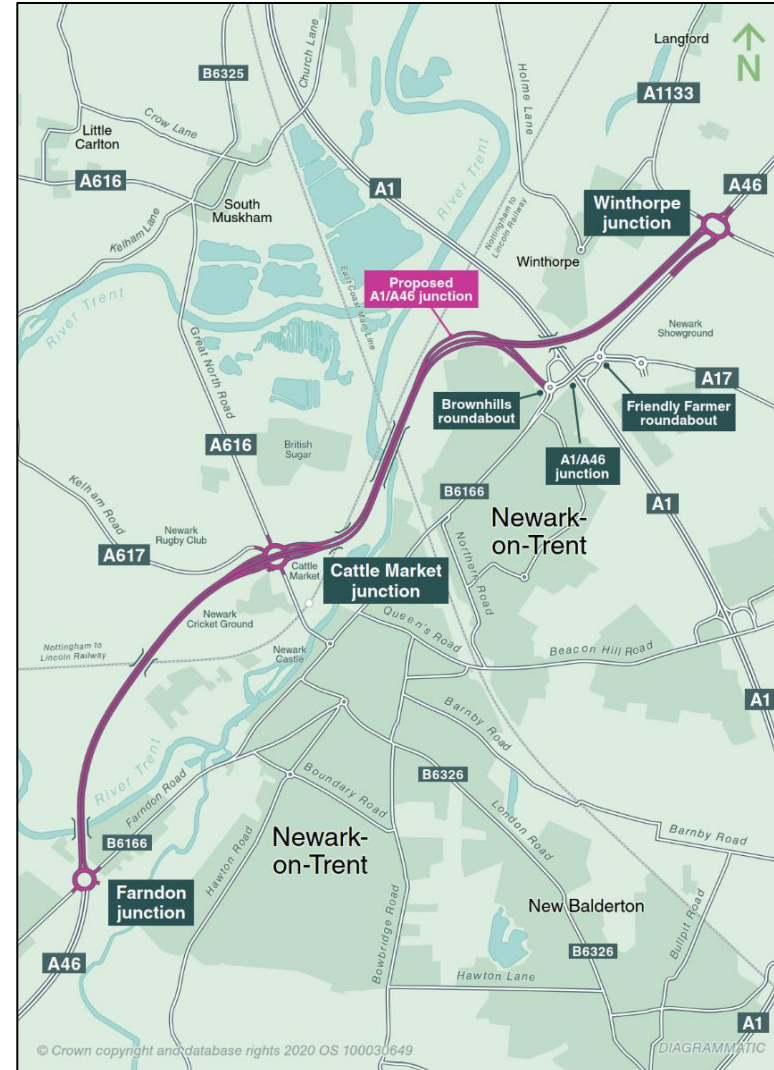 Langford
N
B6325
Church Lane
Holme Lane
A1133
Little
Carlton
Crow Lane
River Trent
A616
A1
A46
South
Muskham
Winthorpe
junction
Kelham Lane
Nottingham to
Lincoln Railway
Winthorpe
Proposed
A1/A46 junction
East Coast Main Line
River Trent
Great North Road
Newark
Showground
A17
Brownhills
roundabout
Friendly Farmer
roundabout
A616
British
Sugar
A1/A46
junction
B6166
Kelham Road
A1
Newark-
on-Trent
Newark
Rugby Club
A617
Cattle
Market
Cattle Market
junction
Northern Road
Newark
Cricket Ground
Queen's Road
Nottingham to
Lincoln Railway
Newark
Castle
Beacon Hill Road
A1
Barnby Road
River Trent
Farndon Road
B6326
Boundary Road
London Road
B6166
Newark-
on-Trent
Barnby Road
Hawton Road
Farndon
junction
New Balderton
Bullpit Road
Bowbridge Road
B6326
A46
Hawton Lane
A1
© Crown copyright and database rights 2020 OS 100030649
DIAGRAMMATIC